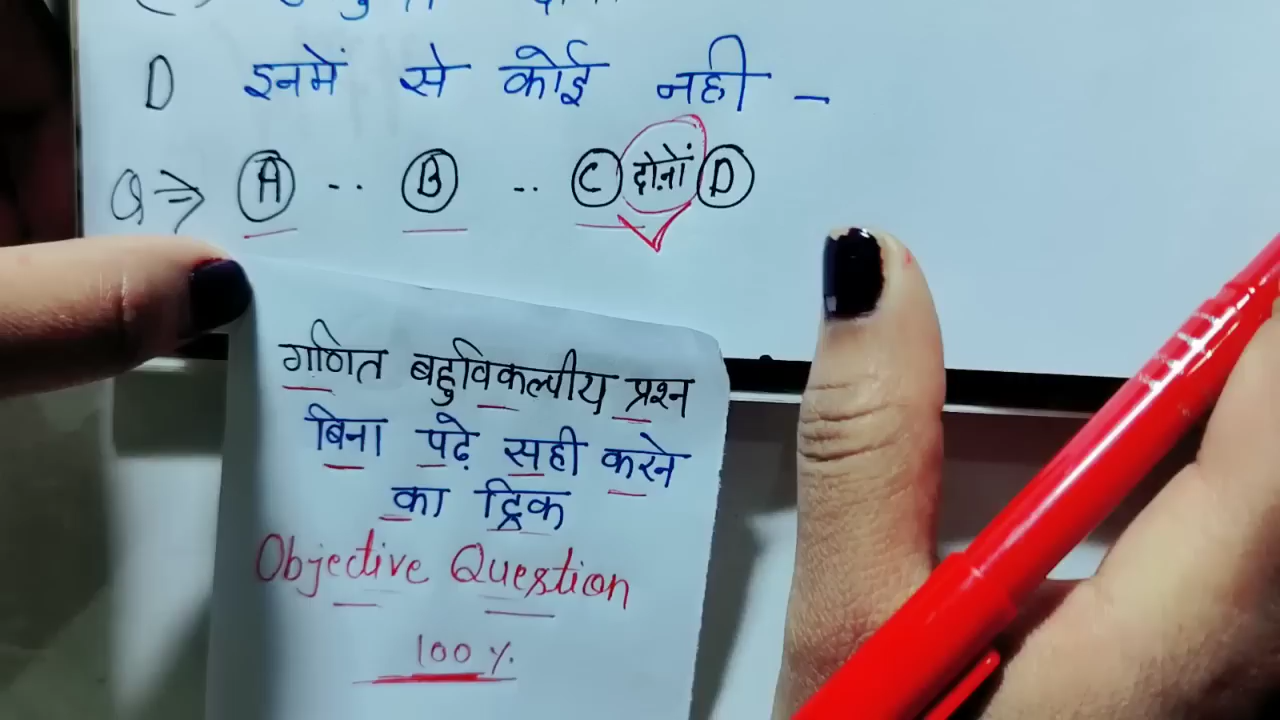 D इनमें से कोई नही -
Q ⇒ A .. B .. C दोनों D
गणित बहुविकल्पीय प्रश्न
बिना पढ़े सही करने
का ट्रिक
Objective Question
100 %.